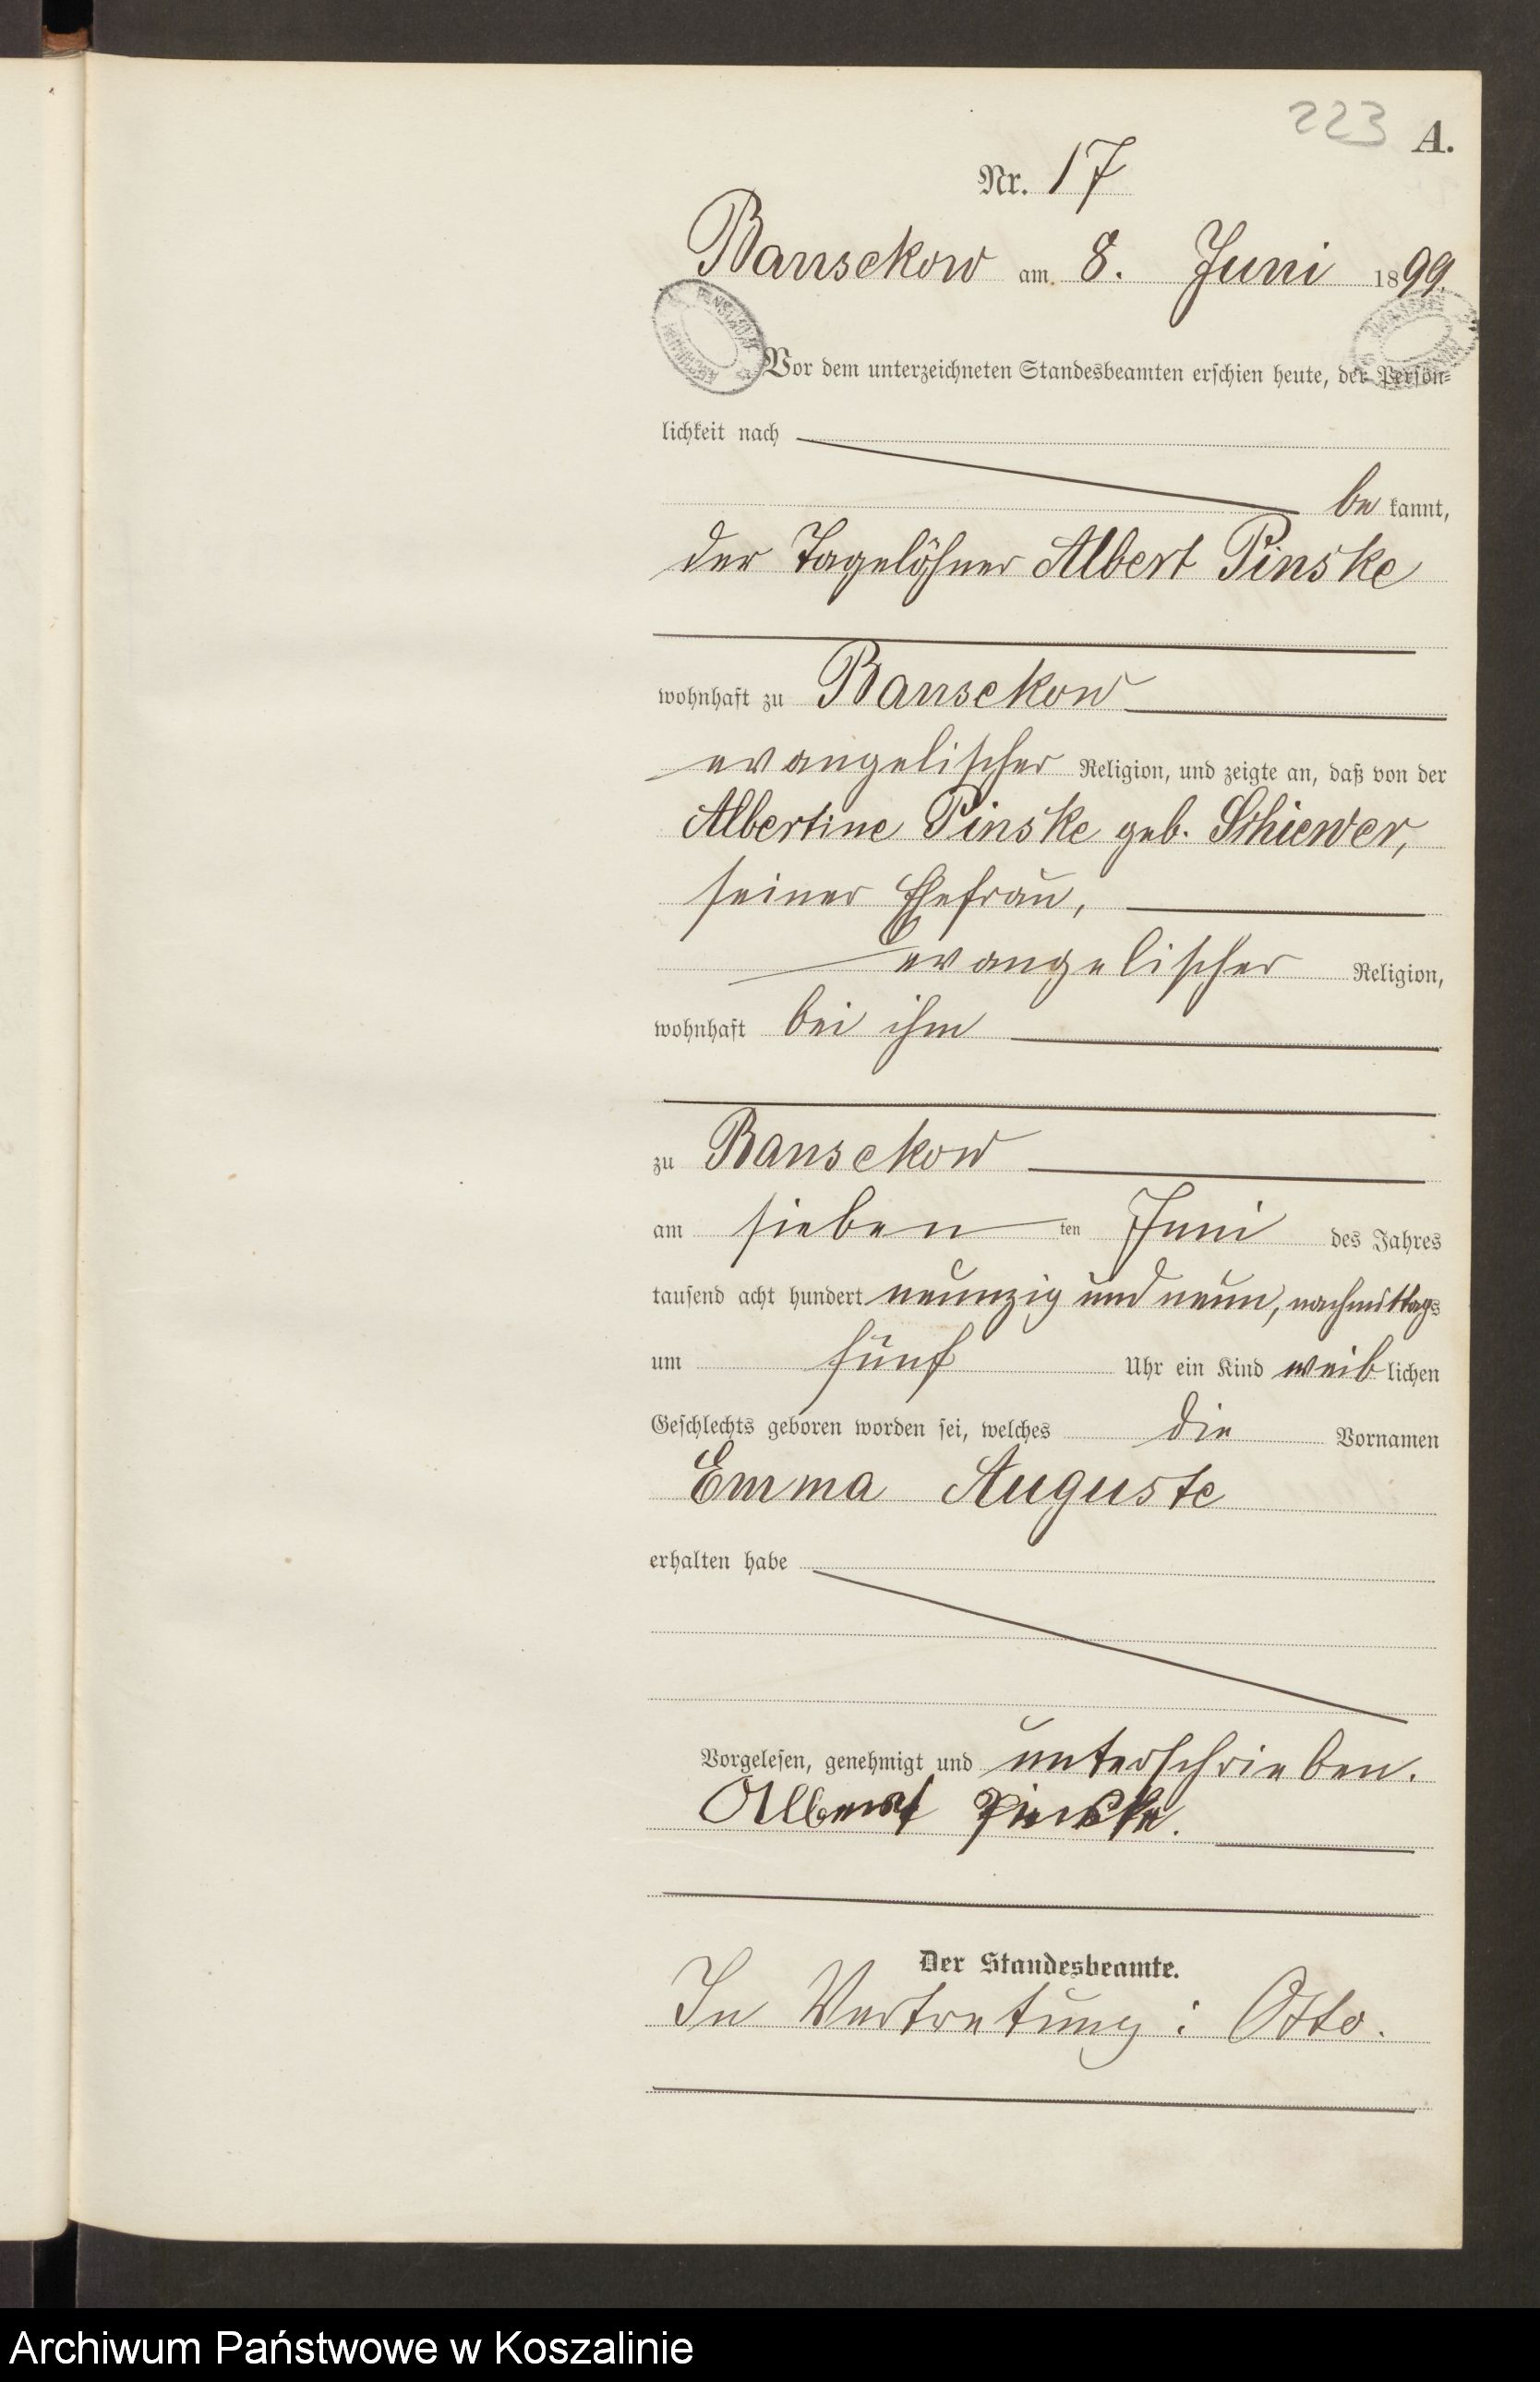 223
A.
Nr. 17
Bansekow am 8. Juni 1899.
Vor dem unterzeichneten Standesbeamten erschien heute, der Persön=
lichkeit nach
be kannt,
der Tagelöhner Albert Pinske
wohnhaft zu Bansekow
evangelischer Religion, und zeigte an, daß von der
Albertine Pinske geb. Schiewer,
seiner Ehefrau,
evangelischer Religion,
wohnhaft bei ihm
zu Bansekow
am sieben ten Juni des Jahres
tausend acht hundert neunzig und neun, nachmittags
um fünf Uhr ein Kind weib lichen
Geschlechts geboren worden sei, welches die Vornamen
Emma Auguste
erhalten habe
Vorgelesen, genehmigt und unterschrieben.
Albert Pinske.
Der Standesbeamte.
In Vertretung: Otto.
Archiwum Państwowe w Koszalinie